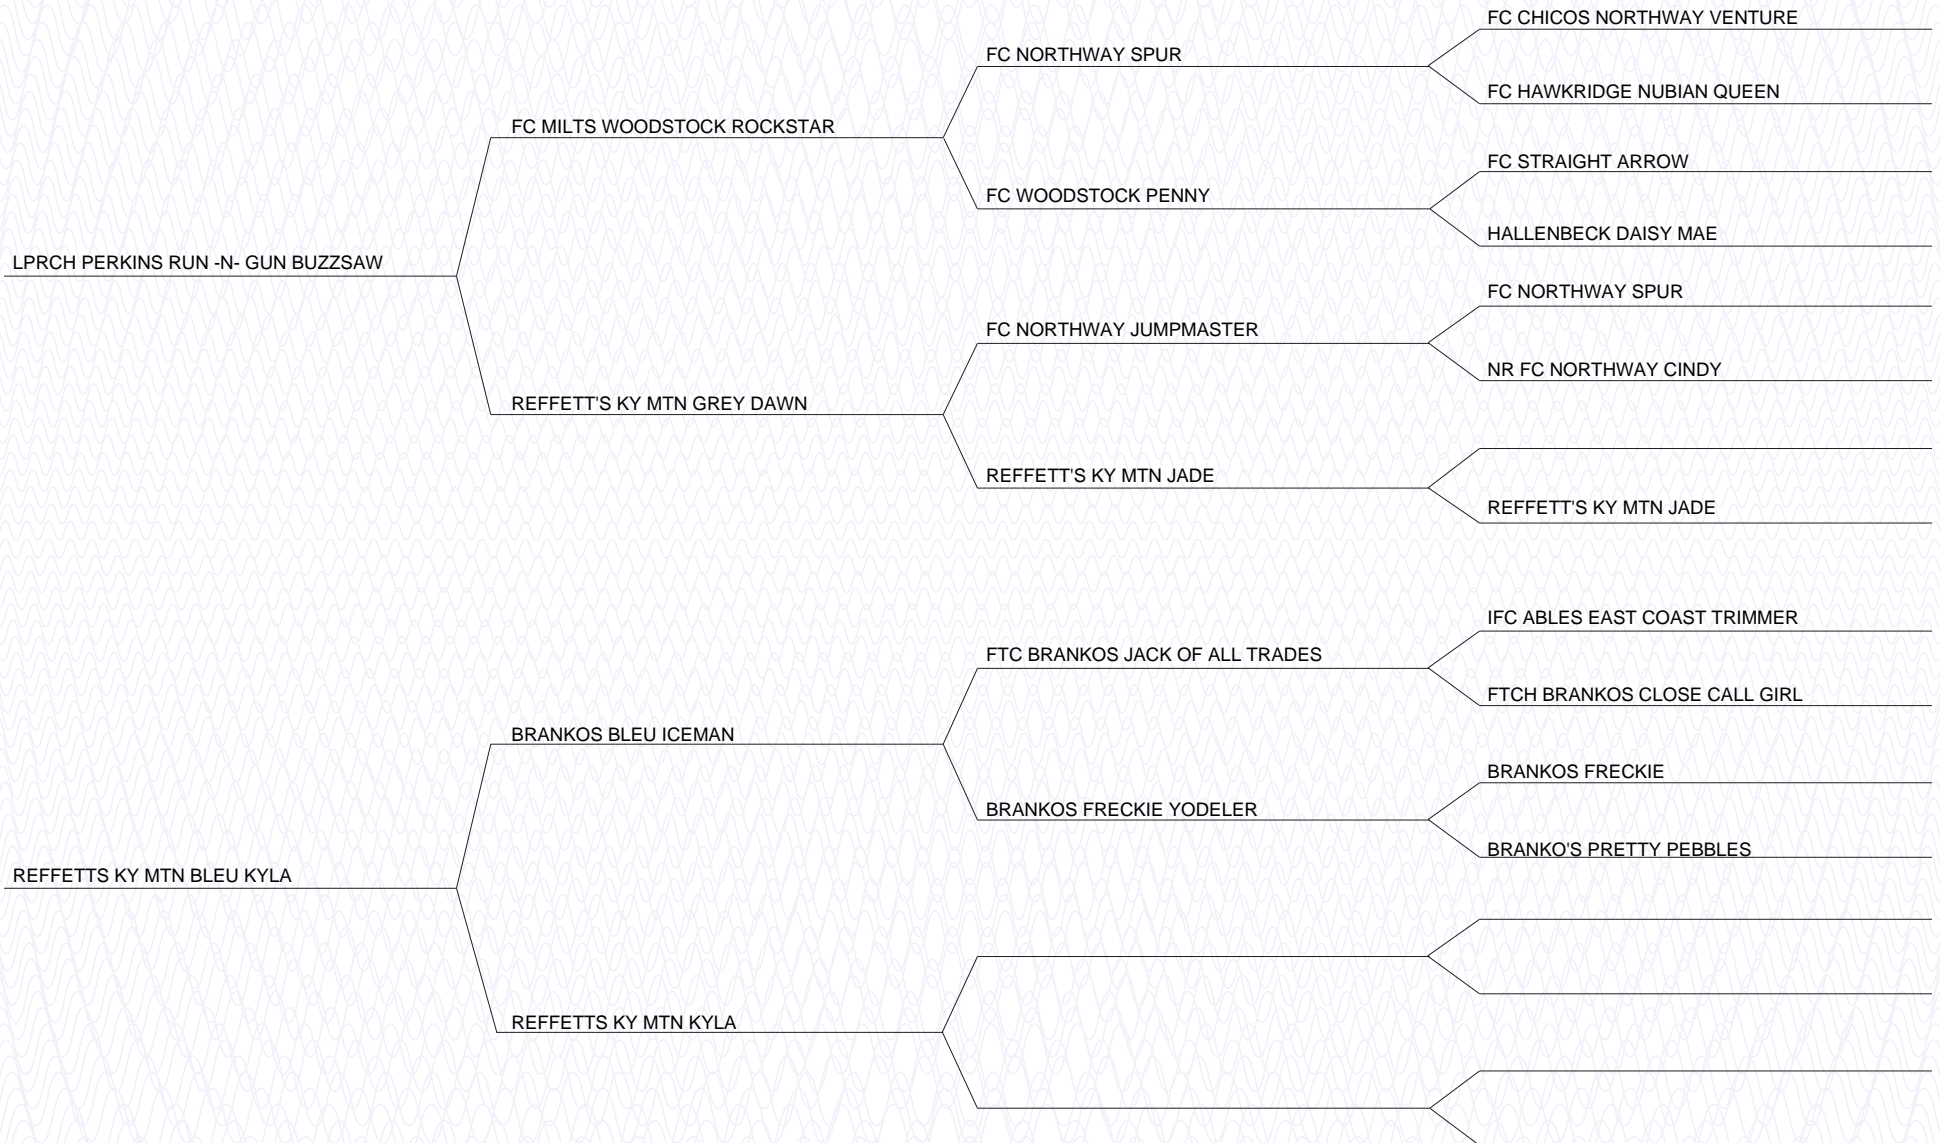 FC CHICOS NORTHWAY VENTURE
FC NORTHWAY SPUR
FC HAWKRIDGE NUBIAN QUEEN
FC MILTS WOODSTOCK ROCKSTAR
FC STRAIGHT ARROW
FC WOODSTOCK PENNY
HALLENBECK DAISY MAE
LPRCH PERKINS RUN -N- GUN BUZZSAW
FC NORTHWAY SPUR
FC NORTHWAY JUMPMASTER
NR FC NORTHWAY CINDY
REFFETT'S KY MTN GREY DAWN
REFFETT'S KY MTN JADE
REFFETT'S KY MTN JADE
IFC ABLES EAST COAST TRIMMER
FTC BRANKOS JACK OF ALL TRADES
FTCH BRANKOS CLOSE CALL GIRL
BRANKOS BLEU ICEMAN
BRANKOS FRECKIE
BRANKOS FRECKIE YODELER
BRANKO'S PRETTY PEBBLES
REFFETTS KY MTN BLEU KYLA
REFFETTS KY MTN KYLA